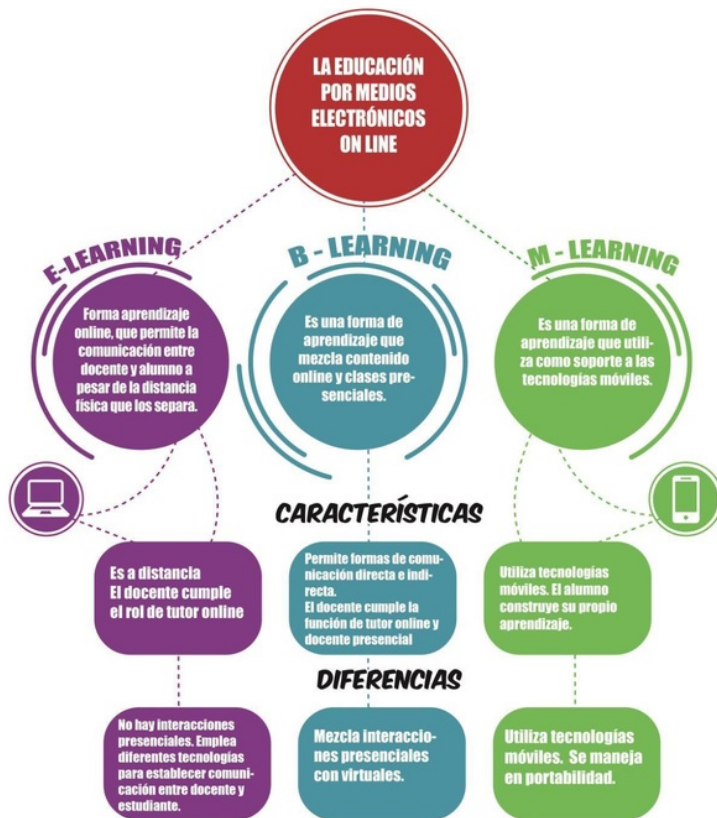 LA EDUCACIÓN
POR MEDIOS
ELECTRÓNICOS
ON LINE
E-LEARNING
Forma aprendizaje
online, que permite la
comunicación entre
docente y alumno a
pesar de la distancia
física que los separa.
B - LEARNING
Es una forma de
aprendizaje que
mezcla contenido
online y clases pre-
senciales.
M - LEARNING
Es una forma de
aprendizaje que utili-
za como soporte a las
tecnologías móviles.
CARACTERÍSTICAS
Es a distancia
El docente cumple
el rol de tutor online
Permite formas de comu-
nicación directa e indi-
recta.
El docente cumple la
función de tutor online y
docente presencial
Utiliza tecnologías
móviles. El alumno
construye su propio
aprendizaje.
DIFERENCIAS
No hay interacciones
presenciales. Emplea
diferentes tecnologías
para establecer comuni-
cación entre docente y
estudiante.
Mezcla interaccio-
nes presenciales
con virtuales.
Utiliza tecnologías
móviles. Se maneja
en portabilidad.